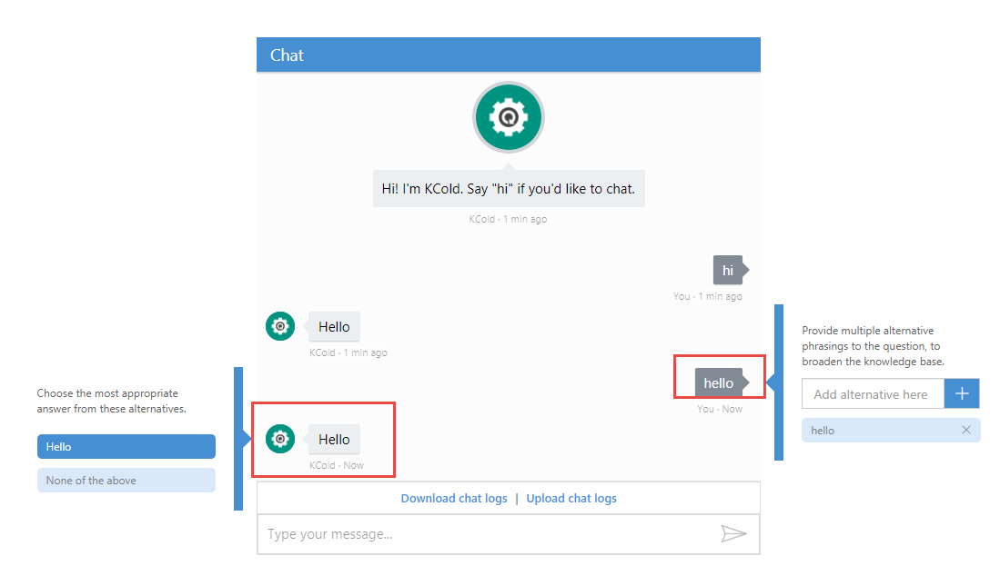 Chat
Hi! I'm KCold. Say "hi" if you'd like to chat.
KCold · 1 min ago
hi
You · 1 min ago
Hello
KCold · 1 min ago
hello
You · Now
Hello
KCold · Now
Download chat logs | Upload chat logs
Type your message...
Choose the most appropriate
answer from these alternatives.
Hello
None of the above
Provide multiple alternative
phrasings to the question, to
broaden the knowledge base.
Add alternative here
hello